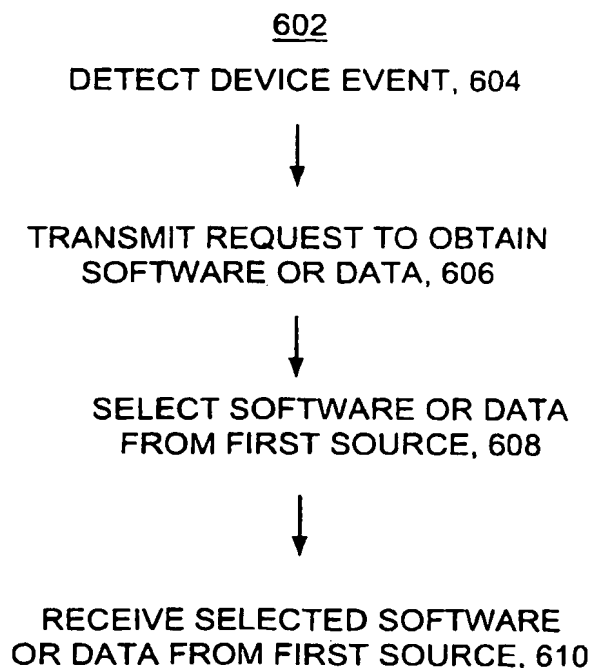 602
DETECT DEVICE EVENT, 604
TRANSMIT REQUEST TO OBTAIN
SOFTWARE OR DATA, 606
SELECT SOFTWARE OR DATA
FROM FIRST SOURCE, 608
RECEIVE SELECTED SOFTWARE
OR DATA FROM FIRST SOURCE, 610